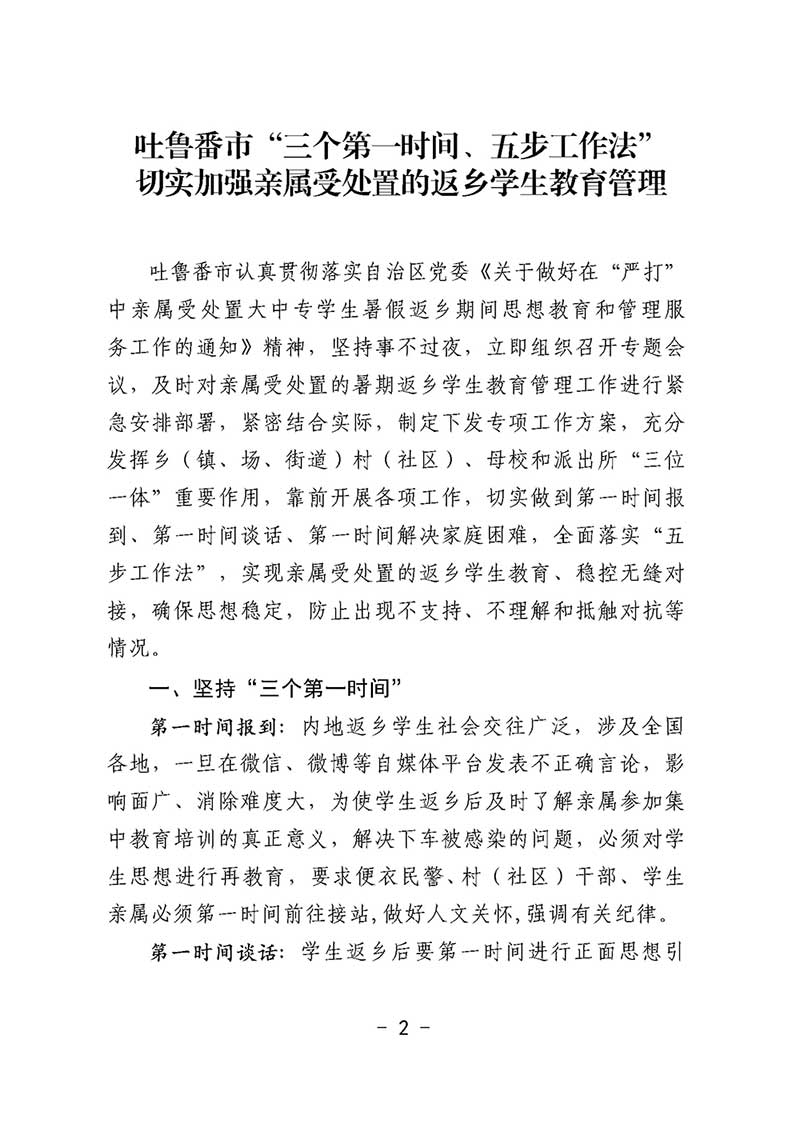 吐鲁番市“三个第一时间、五步工作法”
切实加强亲属受处置的返乡学生教育管理
吐鲁番市认真贯彻落实自治区党委《关于做好在“严打”
中亲属受处置大中专学生暑假返乡期间思想教育和管理服
务工作的通知》精神，坚持事不过夜，立即组织召开专题会
议，及时对亲属受处置的暑期返乡学生教育管理工作进行紧
急安排部署，紧密结合实际，制定下发专项工作方案，充分
发挥乡（镇、场、街道）村（社区）、母校和派出所“三位
一体”重要作用，靠前开展各项工作，切实做到第一时间报
到、第一时间谈话、第一时间解决家庭困难，全面落实“五
步工作法”，实现亲属受处置的返乡学生教育、稳控无缝对
接，确保思想稳定，防止出现不支持、不理解和抵触对抗等
情况。
一、坚持“三个第一时间”
第一时间报到：内地返乡学生社会交往广泛，涉及全国
各地，一旦在微信、微博等自媒体平台发表不正确言论，影
响面广、消除难度大，为使学生返乡后及时了解亲属参加集
中教育培训的真正意义，解决下车被感染的问题，必须对学
生思想进行再教育，要求便衣民警、村（社区）干部、学生
亲属必须第一时间前往接站,做好人文关怀,强调有关纪律。
第一时间谈话：学生返乡后要第一时间进行正面思想引
- 2 -